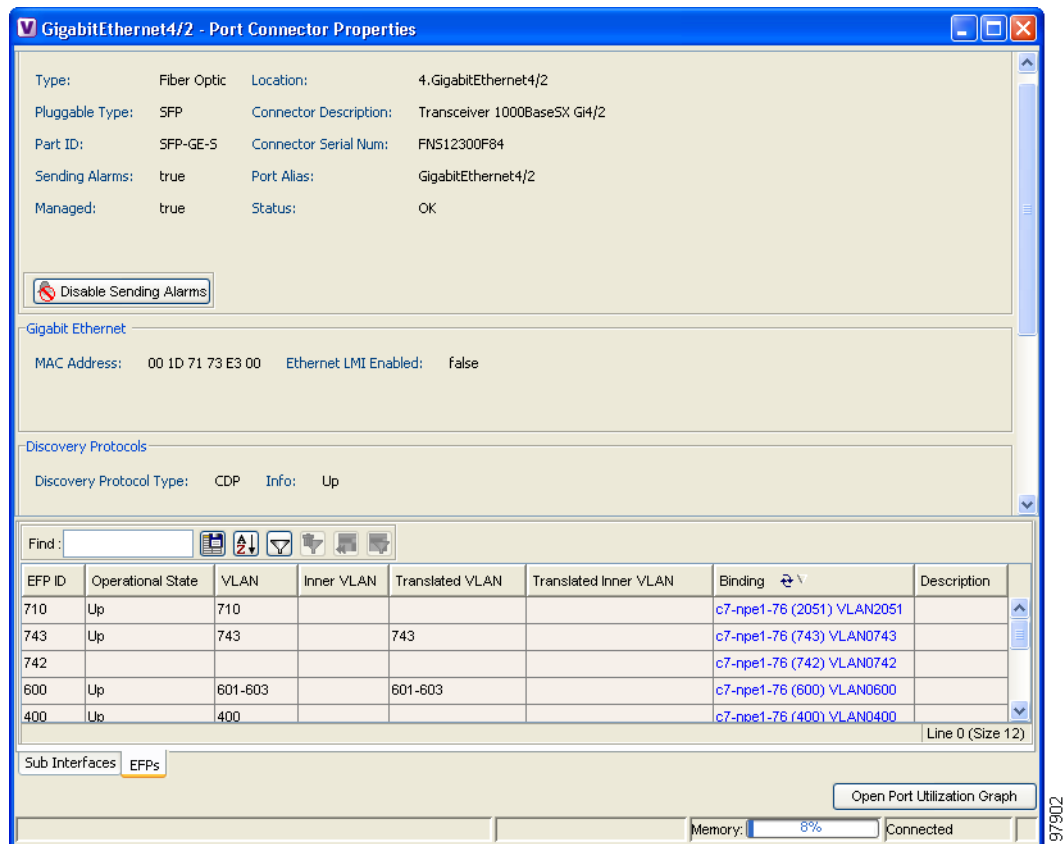 GigabitEthernet4/2 - Port Connector Properties
Type: Fiber Optic Location: 4.GigabitEthernet4/2
Pluggable Type: SFP Connector Description: Transceiver 1000BaseSX Gi4/2
Part ID: SFP-GE-S Connector Serial Num: FNS12300F84
Sending Alarms: true Port Alias: GigabitEthernet4/2
Managed: true Status: OK
Disable Sending Alarms
Gigabit Ethernet
MAC Address: 00 1D 71 73 E3 00 Ethernet LMI Enabled: false
Discovery Protocols
Discovery Protocol Type: CDP Info: Up
Find :
EFP ID Operational State VLAN Inner VLAN Translated VLAN Translated Inner VLAN Binding Description
710 Up 710 c7-npe1-76 (2051) VLAN2051
743 Up 743 743 c7-npe1-76 (743) VLAN0743
742 c7-npe1-76 (742) VLAN0742
600 Up 601-603 601-603 c7-npe1-76 (600) VLAN0600
400 Up 400 c7-npe1-76 (400) VLAN0400
Line 0 (Size 12)
Sub Interfaces EFPs
Open Port Utilization Graph
Memory: 8% Connected
97902